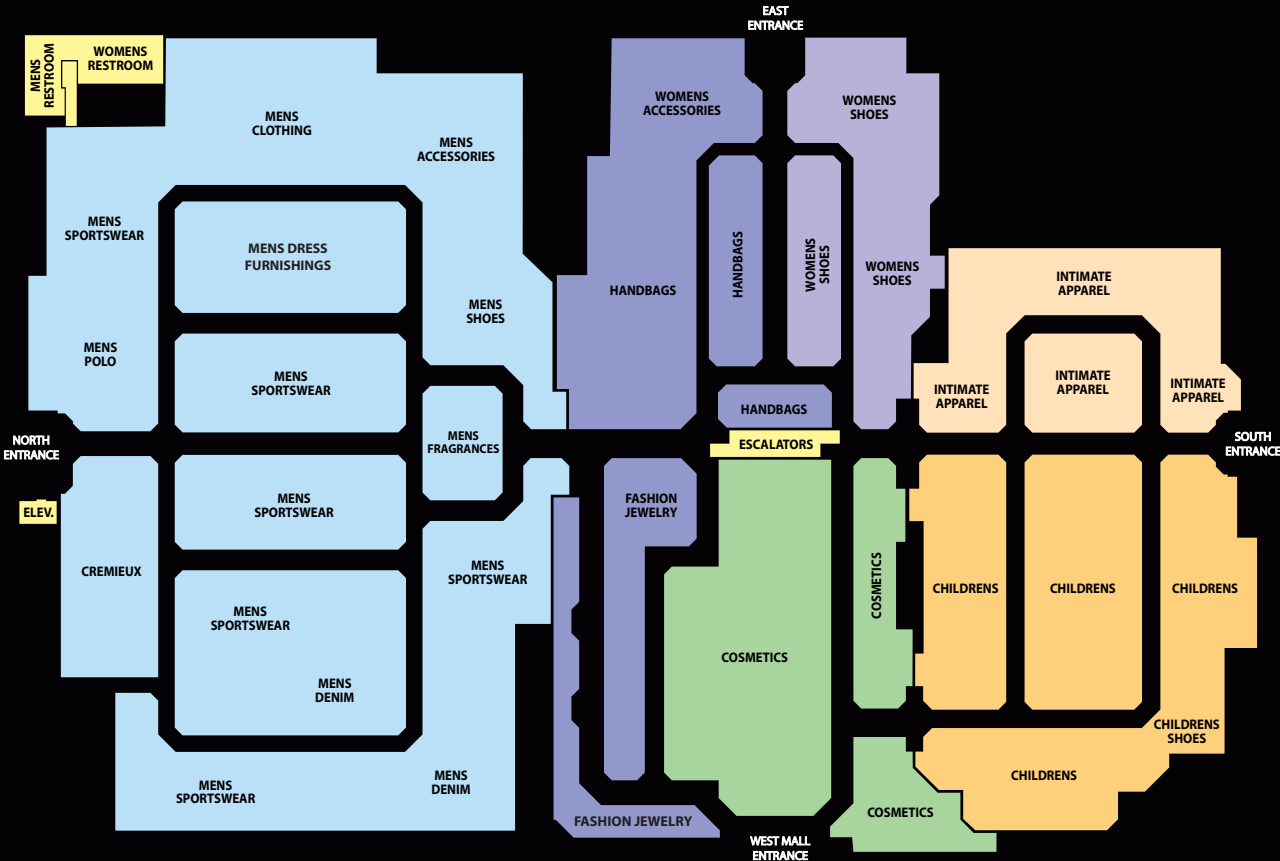 EAST
ENTRANCE
MENS
RESTROOM
WOMENS
RESTROOM
MENS
CLOTHING
MENS
ACCESSORIES
WOMENS
ACCESSORIES
WOMENS
SHOES
MENS
SPORTSWEAR
MENS DRESS
FURNISHINGS
MENS
SHOES
HANDBAGS
HANDBAGS
WOMENS
SHOES
WOMENS
SHOES
INTIMATE
APPAREL
MENS
POLO
MENS
SPORTSWEAR
HANDBAGS
INTIMATE
APPAREL
INTIMATE
APPAREL
INTIMATE
APPAREL
NORTH
ENTRANCE
MENS
FRAGRANCES
ESCALATORS
SOUTH
ENTRANCE
ELEV.
MENS
SPORTSWEAR
FASHION
JEWELRY
CREMIEUX
MENS
SPORTSWEAR
COSMETICS
CHILDRENS
CHILDRENS
CHILDRENS
MENS
SPORTSWEAR
COSMETICS
MENS
DENIM
CHILDRENS
SHOES
MENS
SPORTSWEAR
MENS
DENIM
CHILDRENS
FASHION JEWELRY
COSMETICS
WEST MALL
ENTRANCE